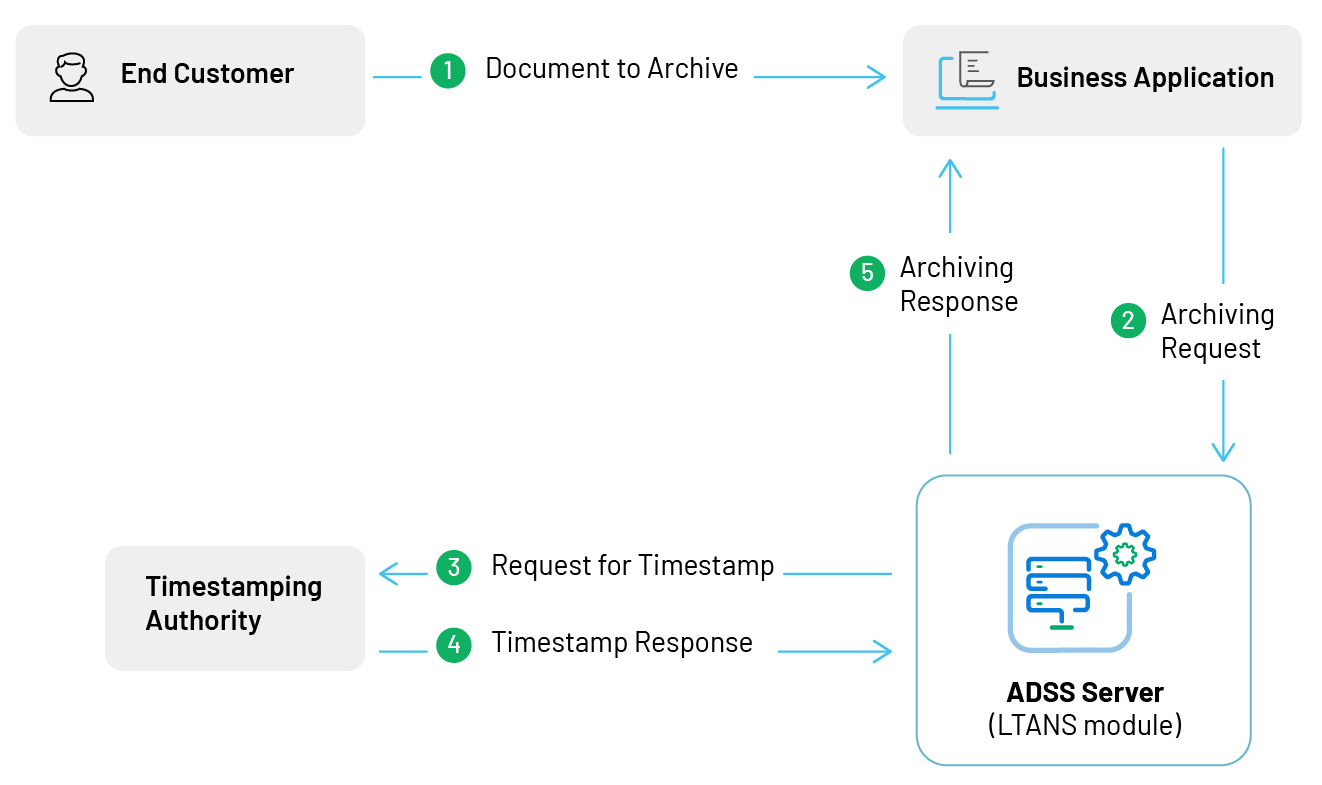 End Customer
1
Document to Archive
Business Application
5
Archiving
Response
2
Archiving
Request
Timestamping
Authority
3
Request for Timestamp
4
Timestamp Response
ADSS Server
(LTANS module)